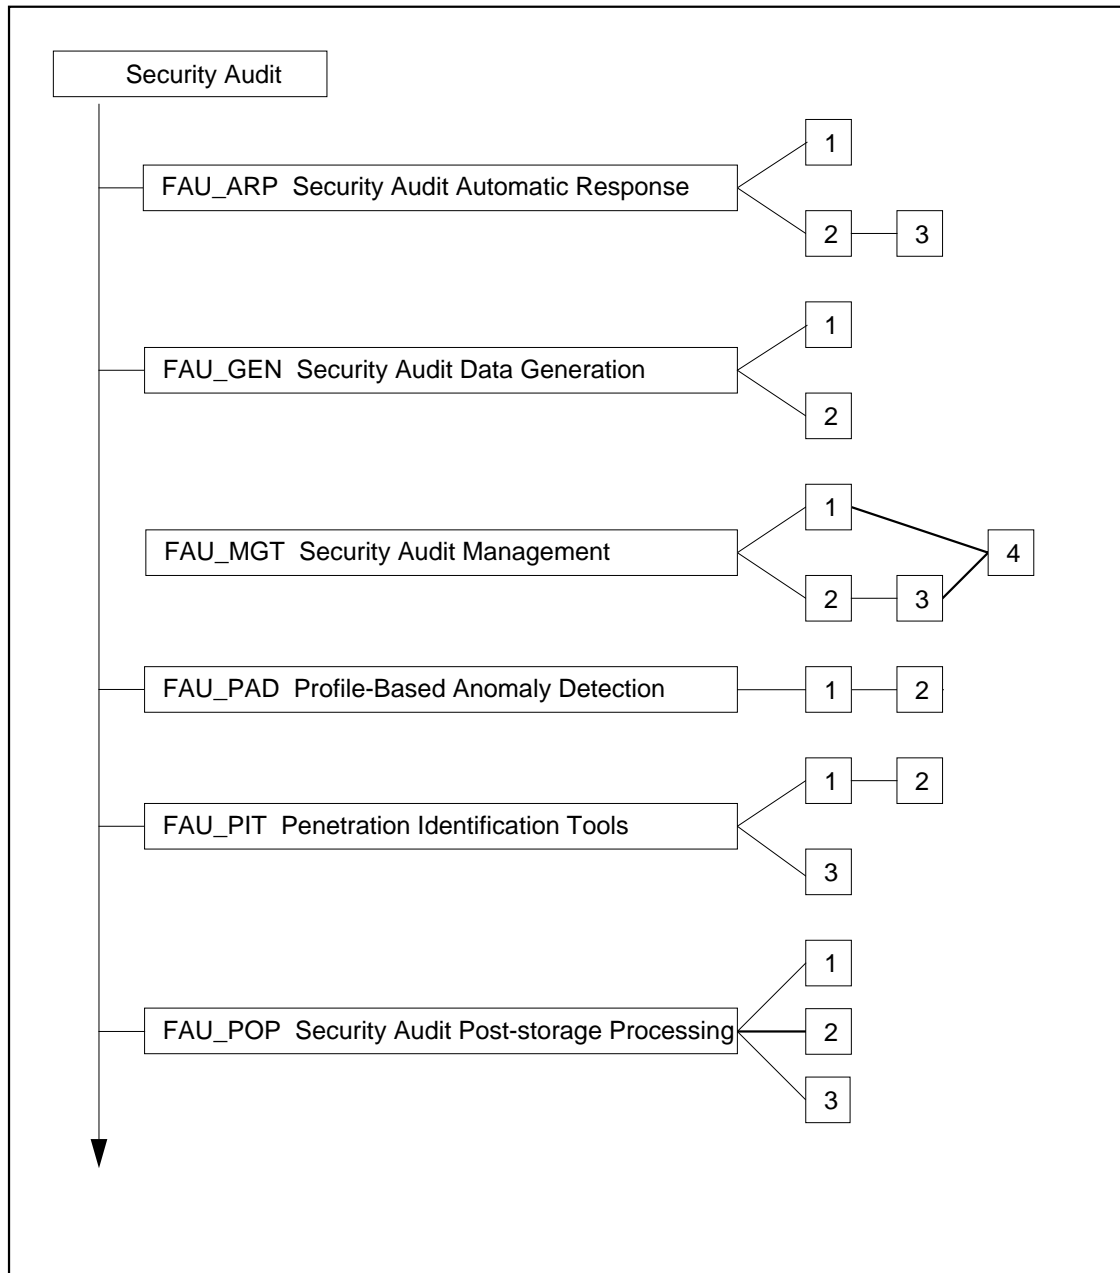 Security Audit
1
FAU_ARP  Security Audit Automatic Response
2 3
1
FAU_GEN  Security Audit Data Generation
2
1
FAU_MGT  Security Audit Management
4
2 3
FAU_PAD  Profile-Based Anomaly Detection 1 2
1 2
FAU_PIT  Penetration Identification Tools
3
1
FAU_POP  Security Audit Post-storage Processing 2
3